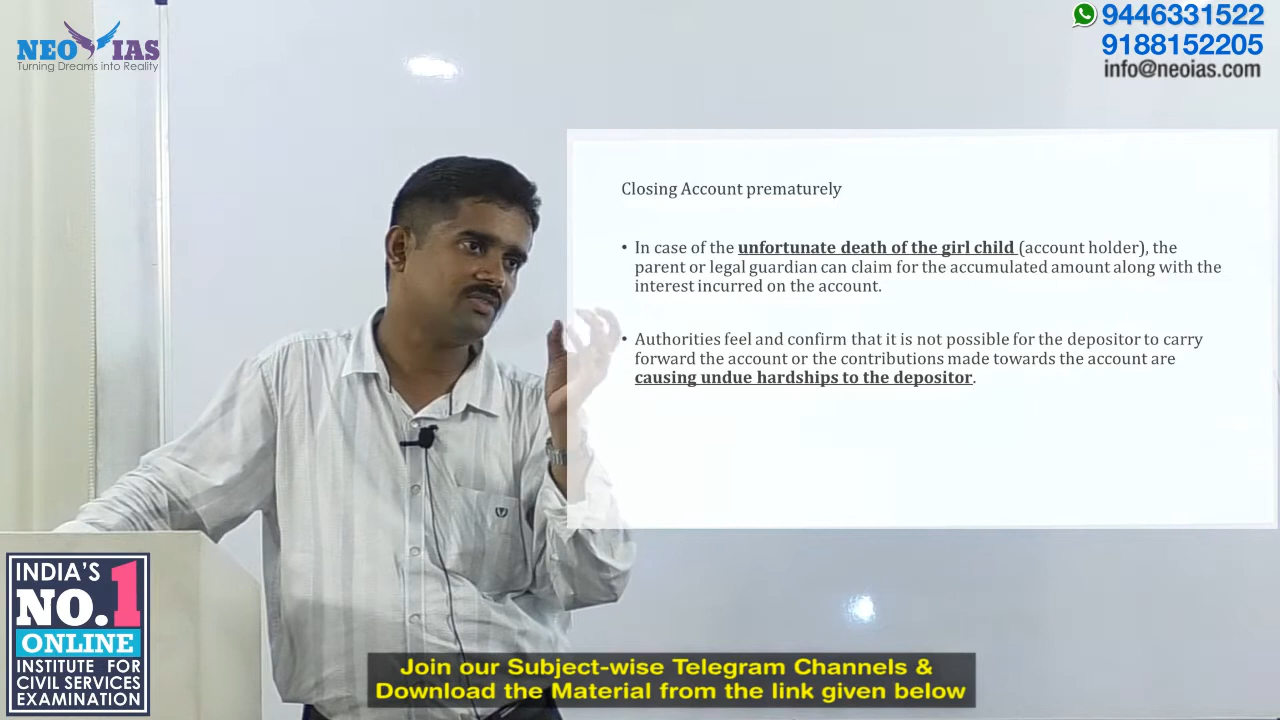 NEO IAS
Turning Dreams into Reality
9446331522
9188152205
info@neoias.com
Closing Account prematurely
• In case of the unfortunate death of the girl child (account holder), the
parent or legal guardian can claim for the accumulated amount along with the
interest incurred on the account.
• Authorities feel and confirm that it is not possible for the depositor to carry
forward the account or the contributions made towards the account are
causing undue hardships to the depositor.
INDIA'S
NO.1
ONLINE
INSTITUTE FOR
CIVIL SERVICES
EXAMINATION
Join our Subject-wise Telegram Channels &
Download the Material from the link given below